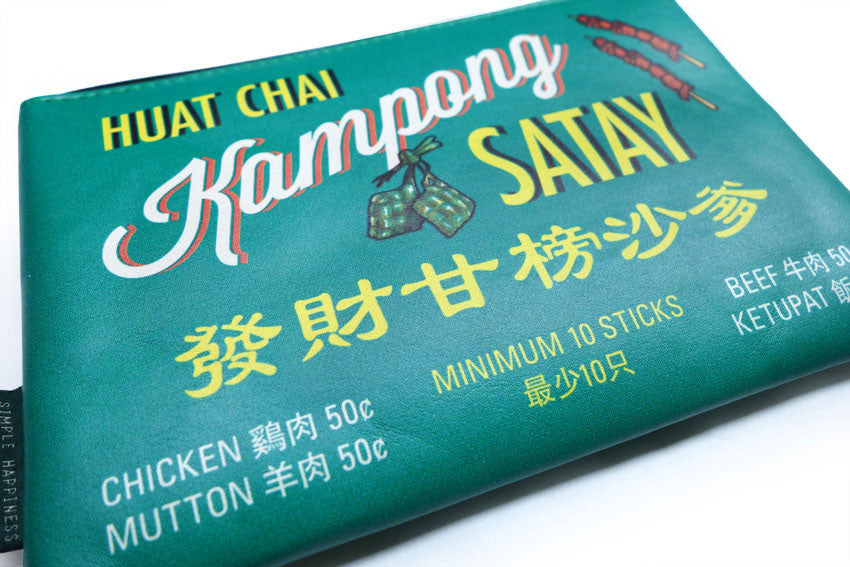 HUAT CHAI
Kampong
SATAY
發財甘榜沙爹
MINIMUM 10 STICKS
最少10只
CHICKEN 鷄肉 50¢
MUTTON 羊肉 50¢
BEEF 牛肉 50
KETUPAT 飯
SIMPLE HAPPINESS